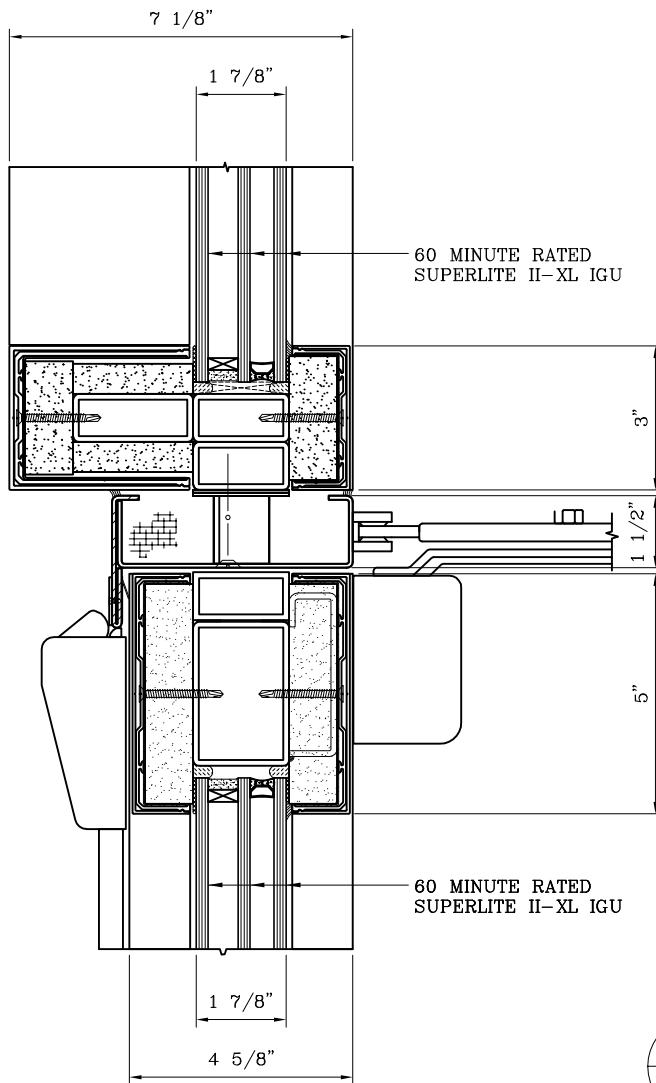 7 1/8"
1 7/8"
60 MINUTE RATED
SUPERLITE II-XL IGU
3"
1 1/2"
5"
60 MINUTE RATED
SUPERLITE II-XL IGU
1 7/8"
4 5/8"